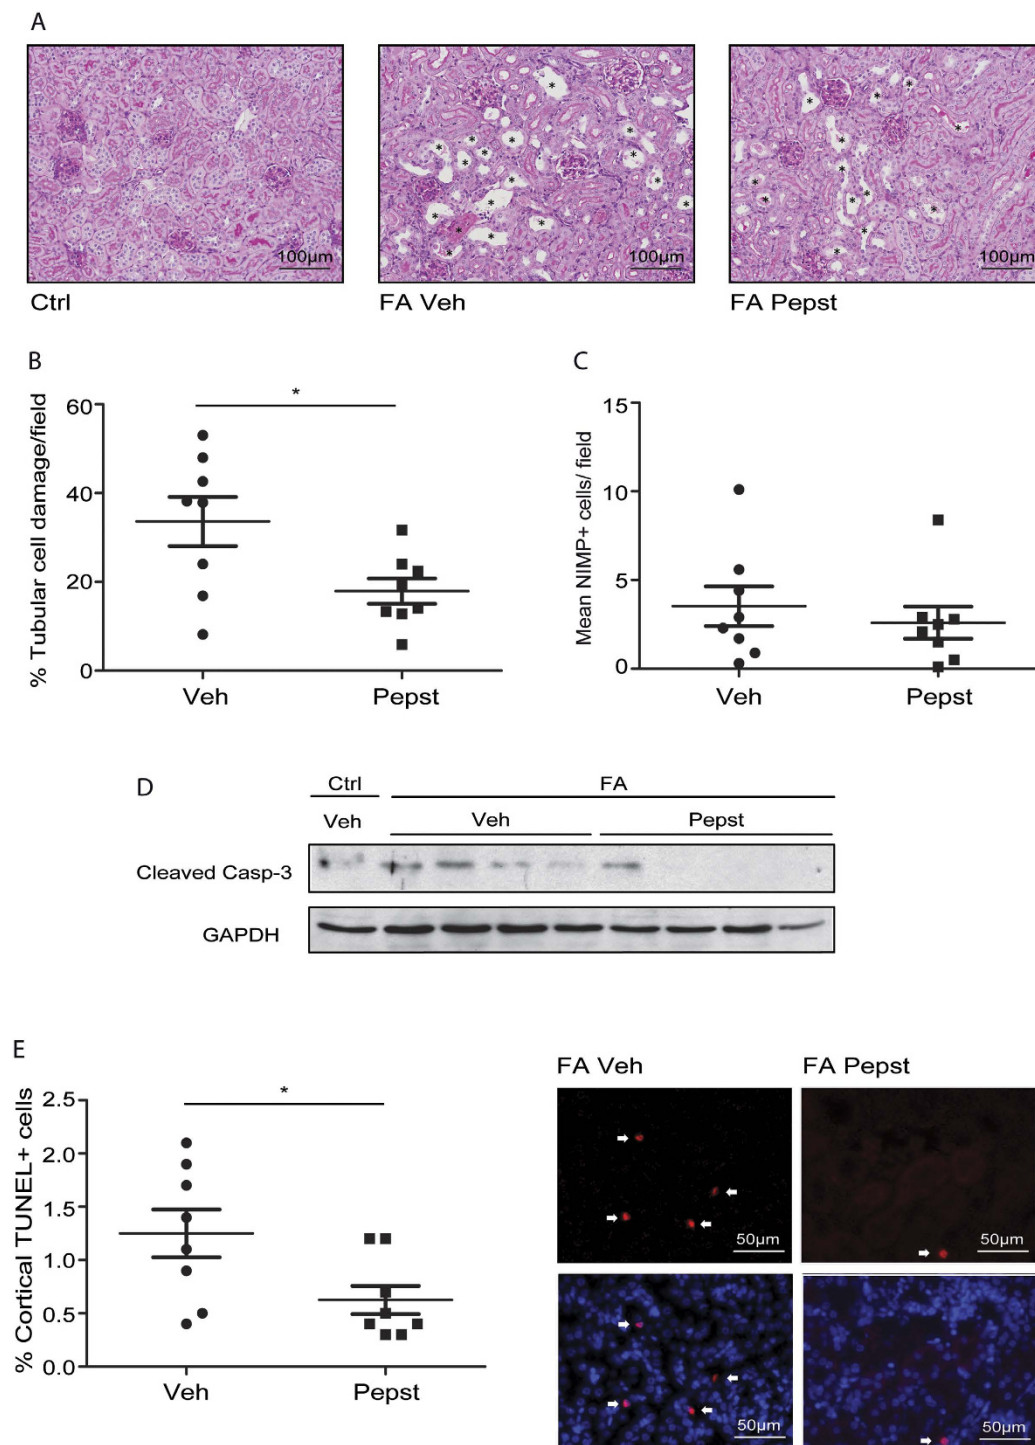 A
100µm
100µm
100µm
Ctrl
FA Veh
FA Pepst
B
% Tubular cell damage/field
60
40
20
0
*
Veh
Pepst
C
Mean NIMP+ cells/ field
15
10
5
0
Veh
Pepst
D
Ctrl
FA
Veh
Veh
Pepst
Cleaved Casp-3
GAPDH
E
% Cortical TUNEL+ cells
2.5
2.0
1.5
1.0
0.5
0.0
*
Veh
Pepst
FA Veh
FA Pepst
50µm
50µm
50µm
50µm